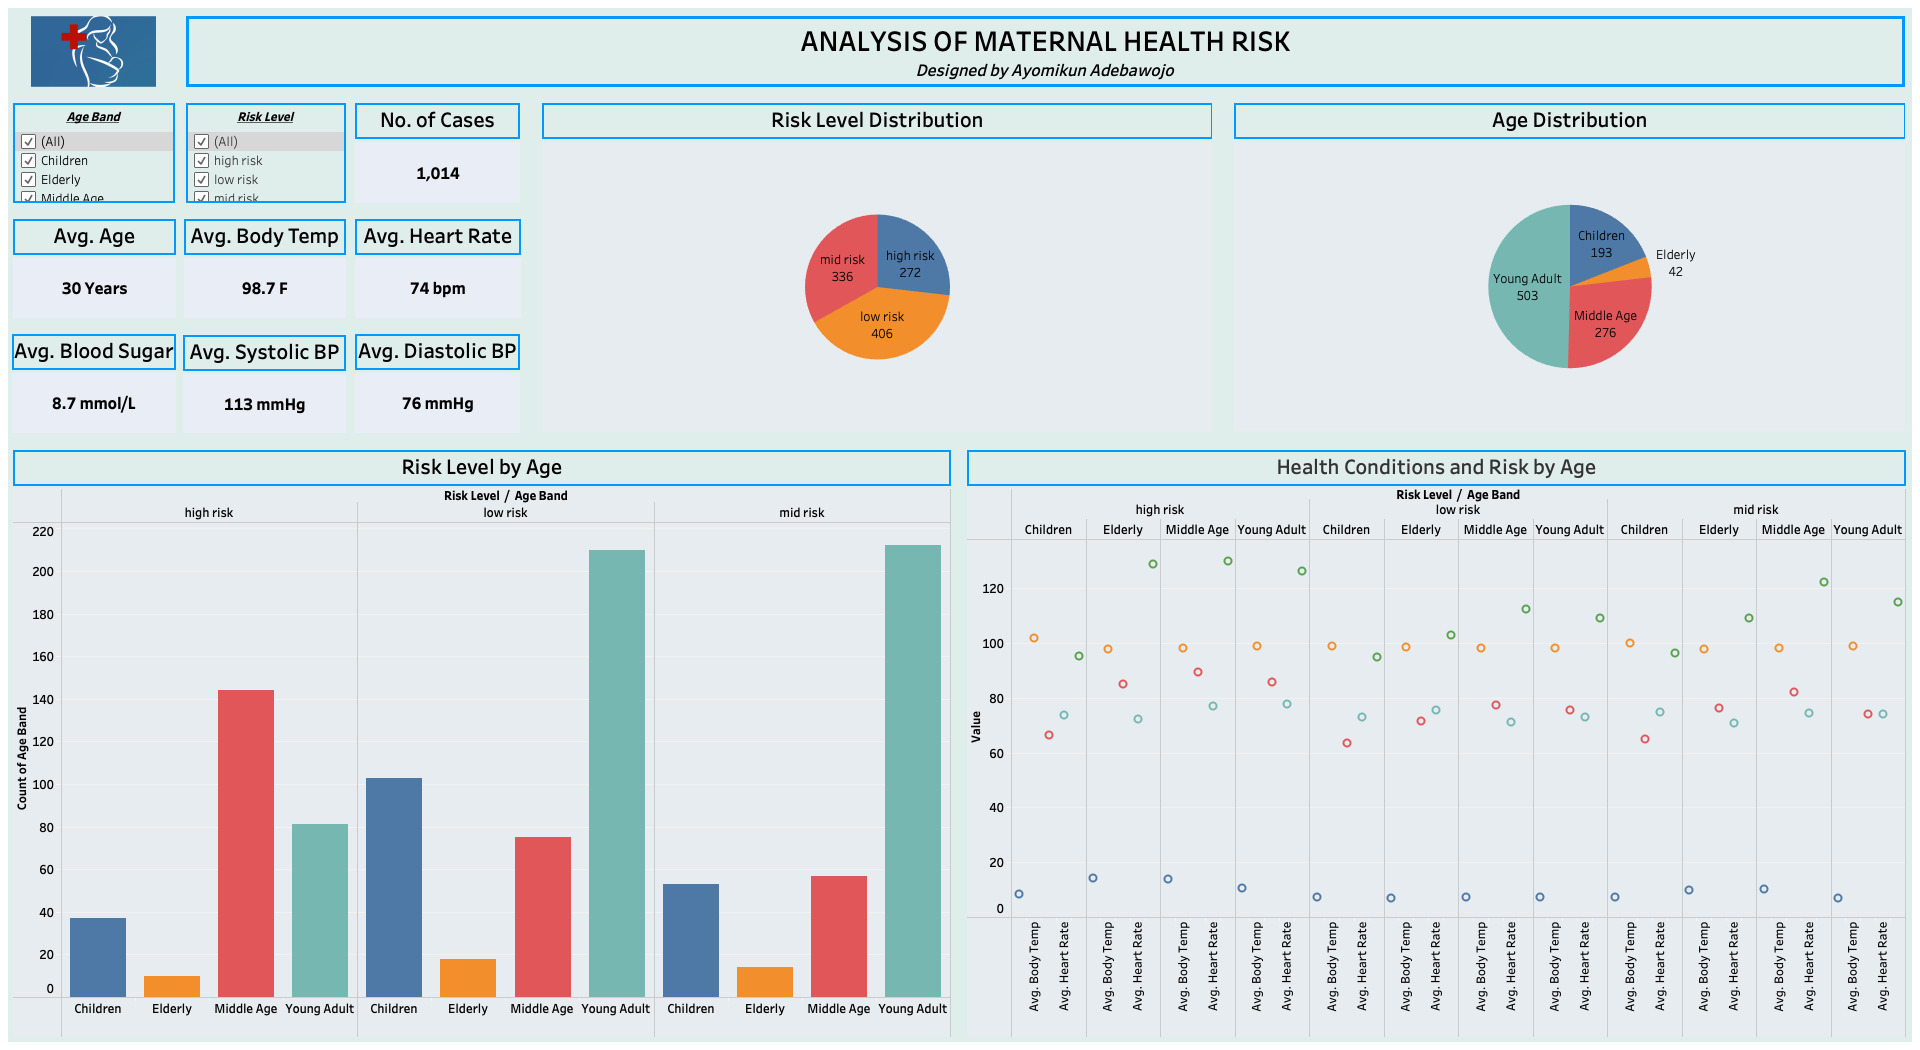 ANALYSIS OF MATERNAL HEALTH RISK
Designed by Ayomikun Adebawojo
Age Band
(All)
Children
Elderly
Middle Age
Risk Level
(All)
high risk
low risk
mid risk
No. of Cases
1,014
Avg. Age
30 Years
Avg. Body Temp
98.7 F
Avg. Heart Rate
74 bpm
Avg. Blood Sugar
8.7 mmol/L
Avg. Systolic BP
113 mmHg
Avg. Diastolic BP
76 mmHg
Risk Level Distribution
mid risk
336
high risk
272
low risk
406
Age Distribution
Children
193
Elderly
42
Young Adult
503
Middle Age
276
Risk Level by Age
Risk Level / Age Band
high risk
low risk
mid risk
Count of Age Band
220
200
180
160
140
120
100
80
60
40
20
0
Children
Elderly
Middle Age
Young Adult
Children
Elderly
Middle Age
Young Adult
Children
Elderly
Middle Age
Young Adult
Health Conditions and Risk by Age
Risk Level / Age Band
high risk
low risk
mid risk
Children
Elderly
Middle Age
Young Adult
Children
Elderly
Middle Age
Young Adult
Children
Elderly
Middle Age
Young Adult
Value
120
100
80
60
40
20
0
Avg. Body Temp
Avg. Heart Rate
Avg. Body Temp
Avg. Heart Rate
Avg. Body Temp
Avg. Heart Rate
Avg. Body Temp
Avg. Heart Rate
Avg. Body Temp
Avg. Heart Rate
Avg. Body Temp
Avg. Heart Rate
Avg. Body Temp
Avg. Heart Rate
Avg. Body Temp
Avg. Heart Rate
Avg. Body Temp
Avg. Heart Rate
Avg. Body Temp
Avg. Heart Rate
Avg. Body Temp
Avg. Heart Rate
Avg. Body Temp
Avg. Heart Rate